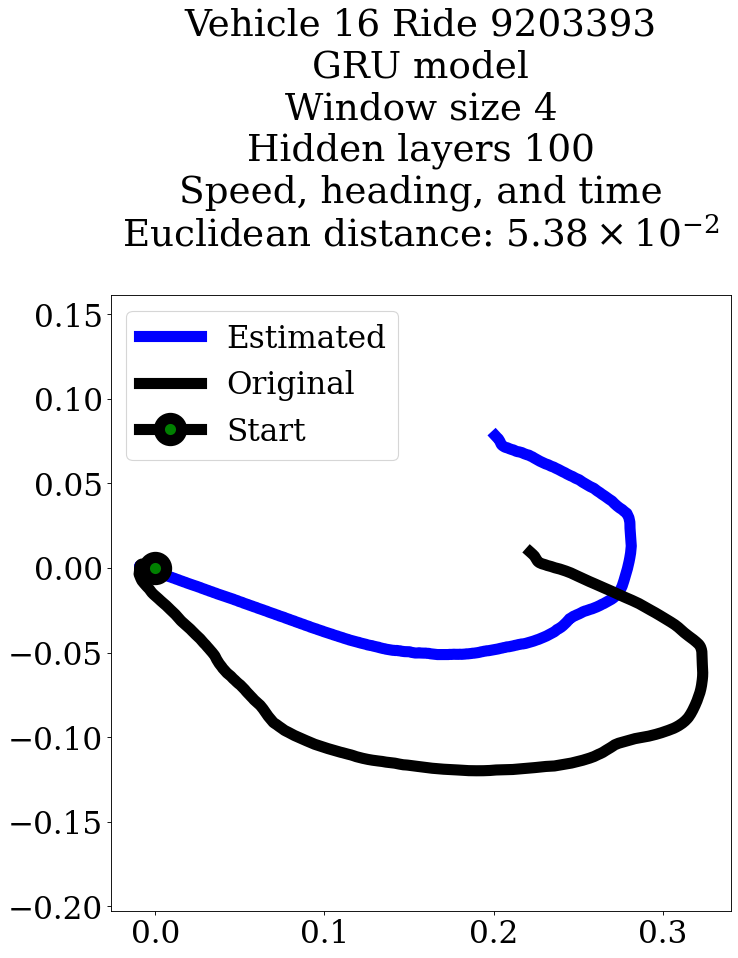 Vehicle 16 Ride 9203393
GRU model
Window size 4
Hidden layers 100
Speed, heading, and time
Euclidean distance: 5.38 × 10⁻²
Estimated
Original
Start
0.15
0.10
0.05
0.00
−0.05
−0.10
−0.15
−0.20
0.0 0.1 0.2 0.3